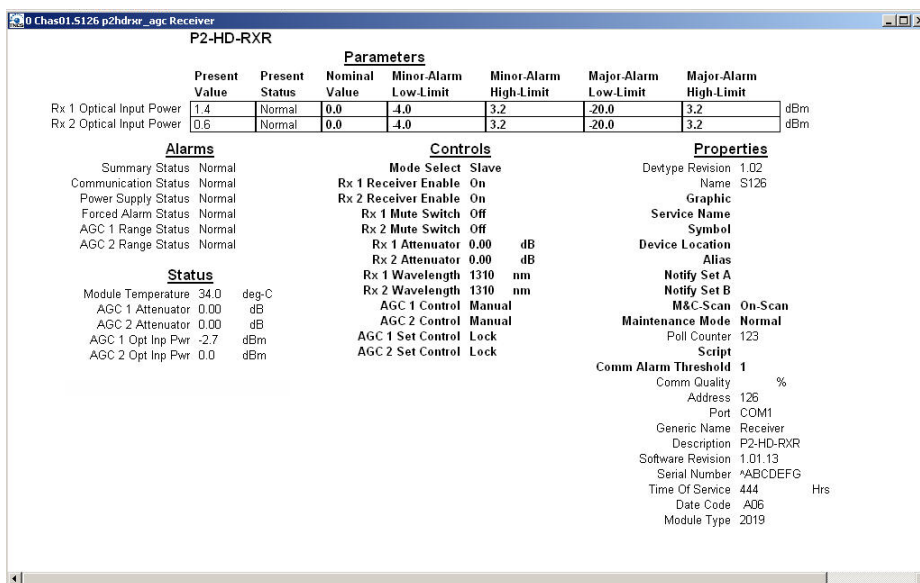 0 Chas01.S126 p2hdrxr_agc Receiver
P2-HD-RXR
Parameters
Present Present Nominal Minor-Alarm Minor-Alarm Major-Alarm Major-Alarm
Value Status Value Low-Limit High-Limit Low-Limit High-Limit
Rx 1 Optical Input Power 1.4 Normal 0.0 -4.0 3.2 -20.0 3.2 dBm
Rx 2 Optical Input Power 0.6 Normal 0.0 -4.0 3.2 -20.0 3.2 dBm
Alarms
Summary Status Normal
Communication Status Normal
Power Supply Status Normal
Forced Alarm Status Normal
AGC 1 Range Status Normal
AGC 2 Range Status Normal
Status
Module Temperature 34.0 deg-C
AGC 1 Attenuator 0.00 dB
AGC 2 Attenuator 0.00 dB
AGC 1 Opt Inp Pwr -2.7 dBm
AGC 2 Opt Inp Pwr 0.0 dBm
Controls
Mode Select Slave
Rx 1 Receiver Enable On
Rx 2 Receiver Enable On
Rx 1 Mute Switch Off
Rx 2 Mute Switch Off
Rx 1 Attenuator 0.00 dB
Rx 2 Attenuator 0.00 dB
Rx 1 Wavelength 1310 nm
Rx 2 Wavelength 1310 nm
AGC 1 Control Manual
AGC 2 Control Manual
AGC 1 Set Control Lock
AGC 2 Set Control Lock
Properties
Devtype Revision 1.02
Name S126
Graphic
Service Name
Symbol
Device Location
Alias
Notify Set A
Notify Set B
M&C-Scan On-Scan
Maintenance Mode Normal
Poll Counter 123
Script
Comm Alarm Threshold 1
Comm Quality %
Address 126
Port COM1
Generic Name Receiver
Description P2-HD-RXR
Software Revision 1.01.13
Serial Number ^ABCDEFG
Time Of Service 444 Hrs
Date Code A06
Module Type 2019